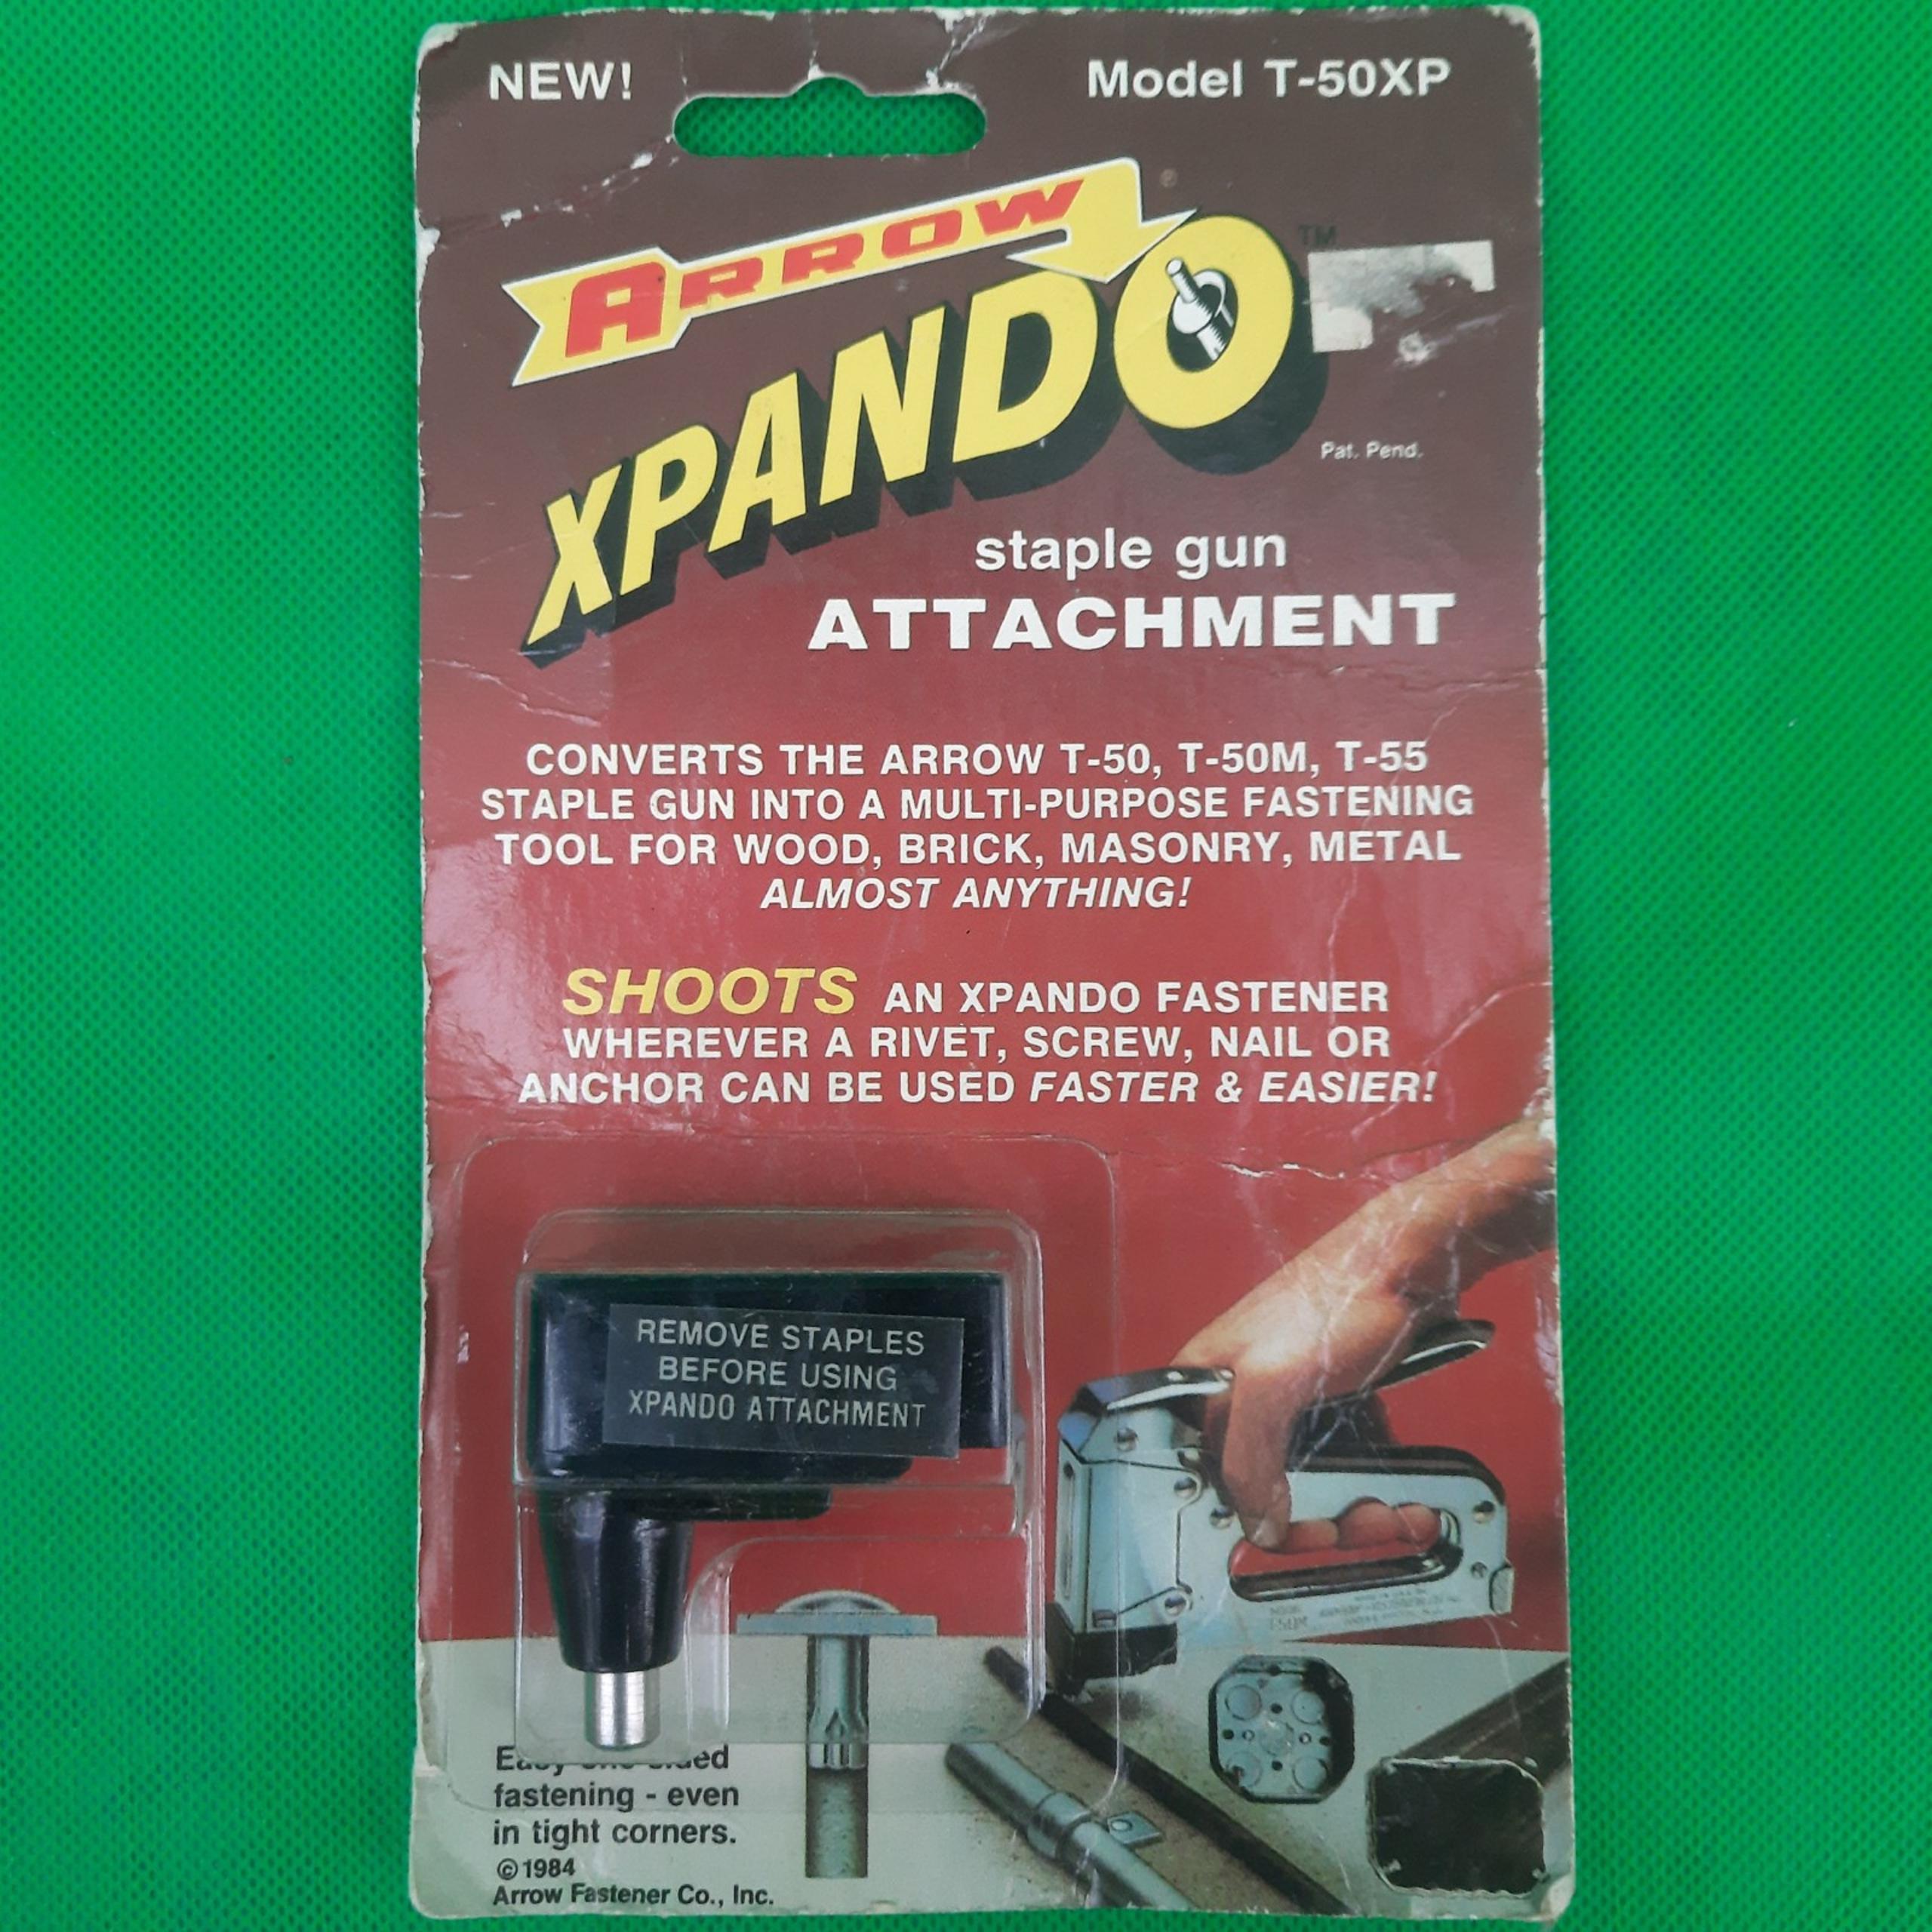 NEW!
Model T-50XP
ARROW
XPANDO
TM
Pat. Pend.
staple gun
ATTACHMENT
CONVERTS THE ARROW T-50, T-50M, T-55
STAPLE GUN INTO A MULTI-PURPOSE FASTENING
TOOL FOR WOOD, BRICK, MASONRY, METAL
ALMOST ANYTHING!
SHOOTS AN XPANDO FASTENER
WHEREVER A RIVET, SCREW, NAIL OR
ANCHOR CAN BE USED FASTER & EASIER!
REMOVE STAPLES
BEFORE USING
XPANDO ATTACHMENT
Easy one-sided
fastening - even
in tight corners.
©1984
Arrow Fastener Co., Inc.